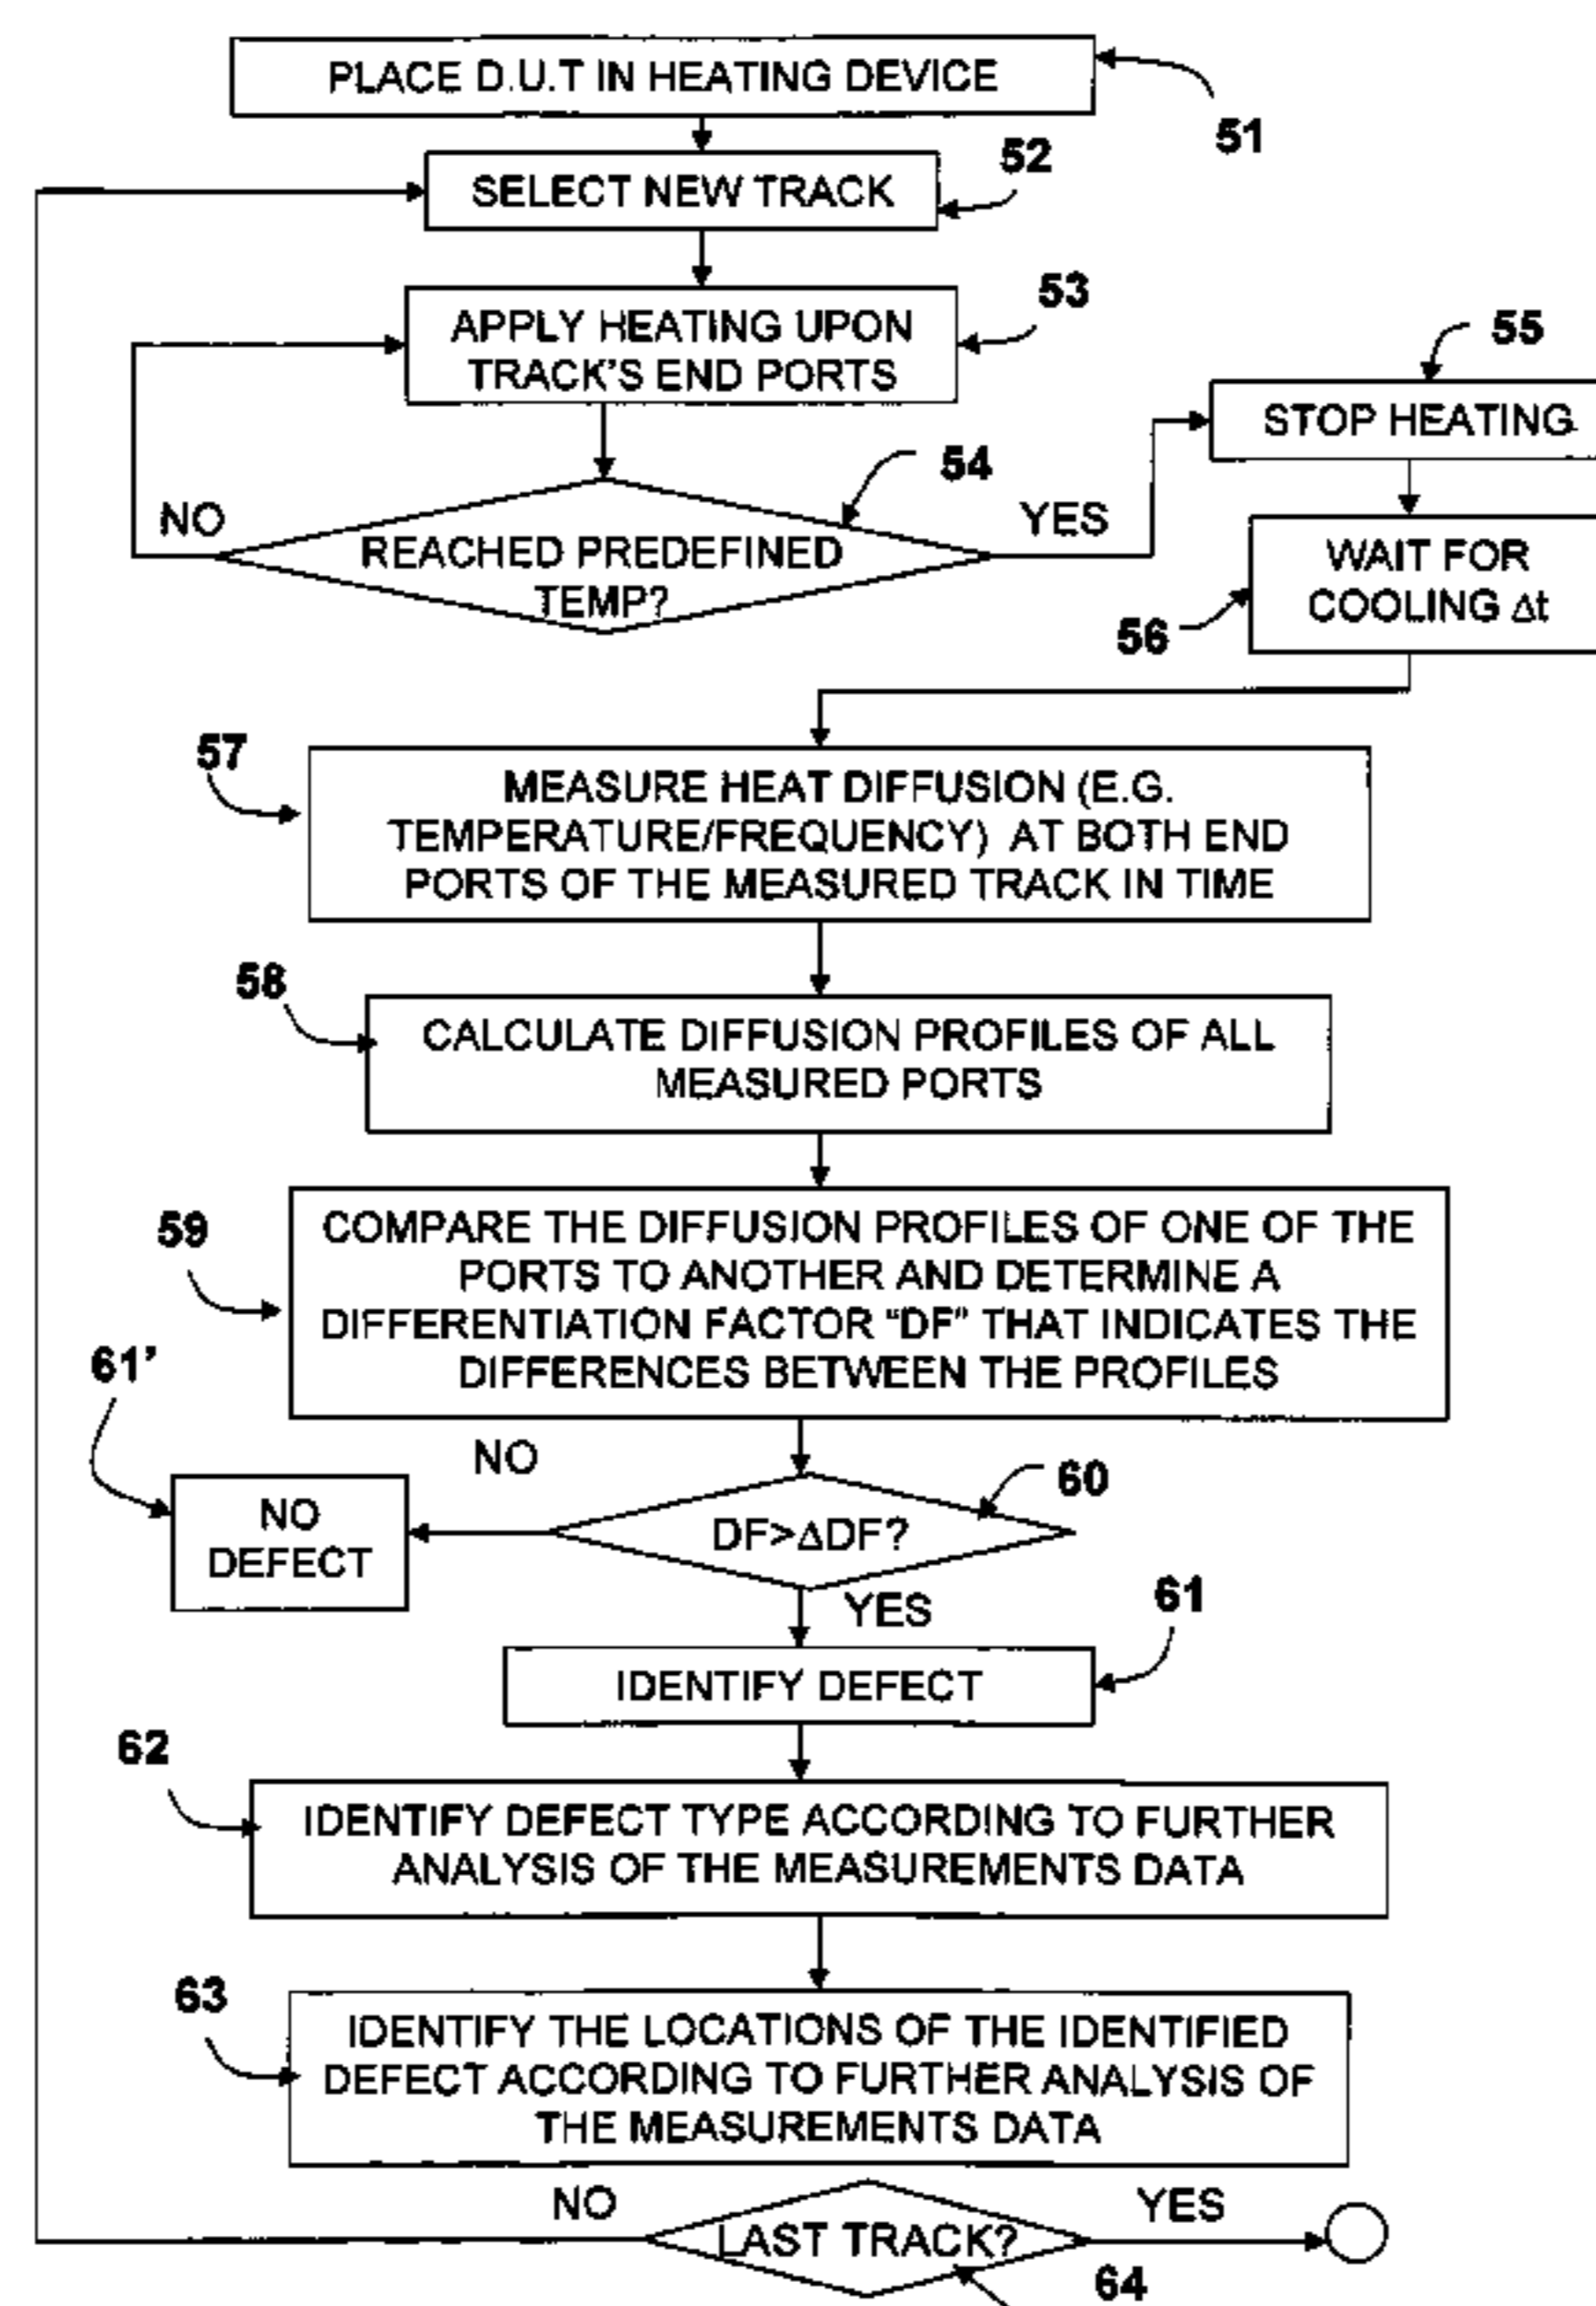 PLACE D.U.T IN HEATING DEVICE
51
52
SELECT NEW TRACK
53
APPLY HEATING UPON
TRACK'S END PORTS
55
STOP HEATING
54
NO
YES
REACHED PREDEFINED
TEMP?
WAIT FOR
COOLING Δt
56
57
MEASURE HEAT DIFFUSION (E.G.
TEMPERATURE/FREQUENCY) AT BOTH END
PORTS OF THE MEASURED TRACK IN TIME
58
CALCULATE DIFFUSION PROFILES OF ALL
MEASURED PORTS
59
COMPARE THE DIFFUSION PROFILES OF ONE OF THE
PORTS TO ANOTHER AND DETERMINE A
DIFFERENTIATION FACTOR "DF" THAT INDICATES THE
DIFFERENCES BETWEEN THE PROFILES
61'
NO
60
NO
DEFECT
DF>ΔDF?
YES
61
IDENTIFY DEFECT
62
IDENTIFY DEFECT TYPE ACCORDING TO FURTHER
ANALYSIS OF THE MEASUREMENTS DATA
63
IDENTIFY THE LOCATIONS OF THE IDENTIFIED
DEFECT ACCORDING TO FURTHER ANALYSIS OF
THE MEASUREMENTS DATA
NO
YES
LAST TRACK?
64